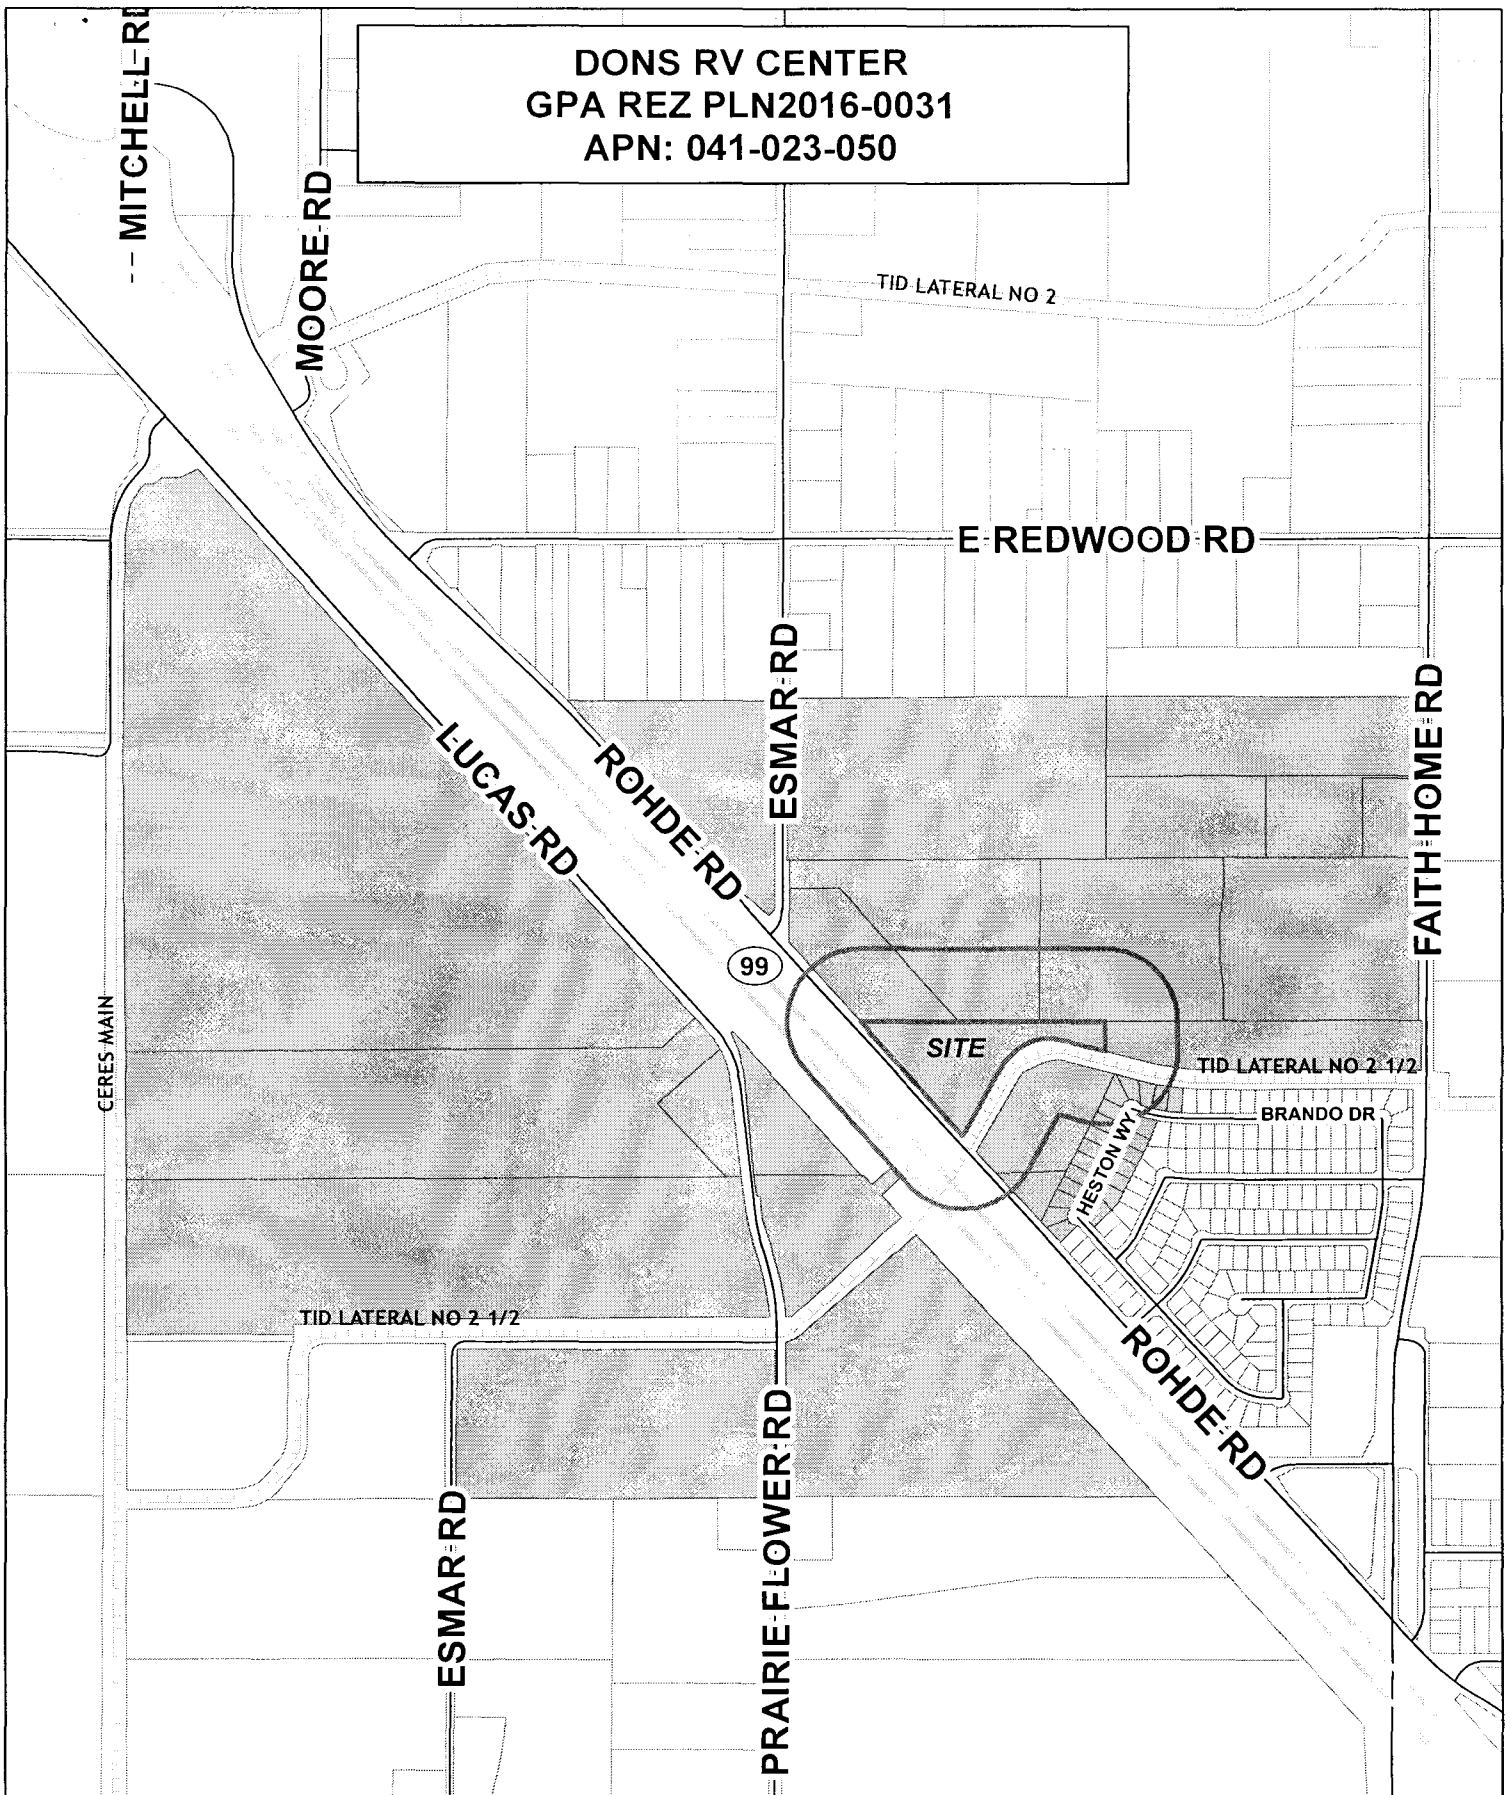 DONS RV CENTER
GPA REZ PLN2016-0031
APN: 041-023-050
MITCHELL RD
MOORE RD
TID LATERAL NO 2
E REDWOOD RD
ESMAR RD
FAITH HOME RD
LUCAS RD
ROHDE RD
99
CERES MAIN
SITE
TID LATERAL NO 2 1/2
BRANDO DR
HESTON WY
TID LATERAL NO 2 1/2
ROHDE RD
ESMAR RD
PRAIRIE FLOWER RD